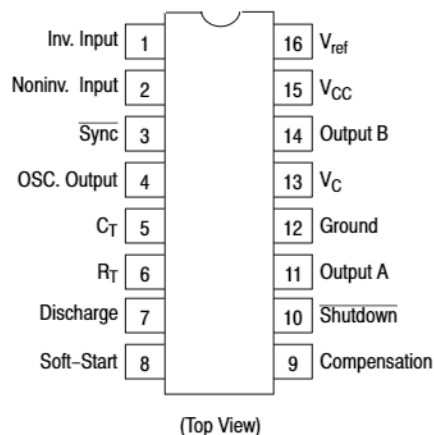 Inv. Input 1 16 Vref
Noninv. Input 2 15 VCC
Sync 3 14 Output B
OSC. Output 4 13 VC
CT 5 12 Ground
RT 6 11 Output A
Discharge 7 10 Shutdown
Soft–Start 8 9 Compensation
(Top View)